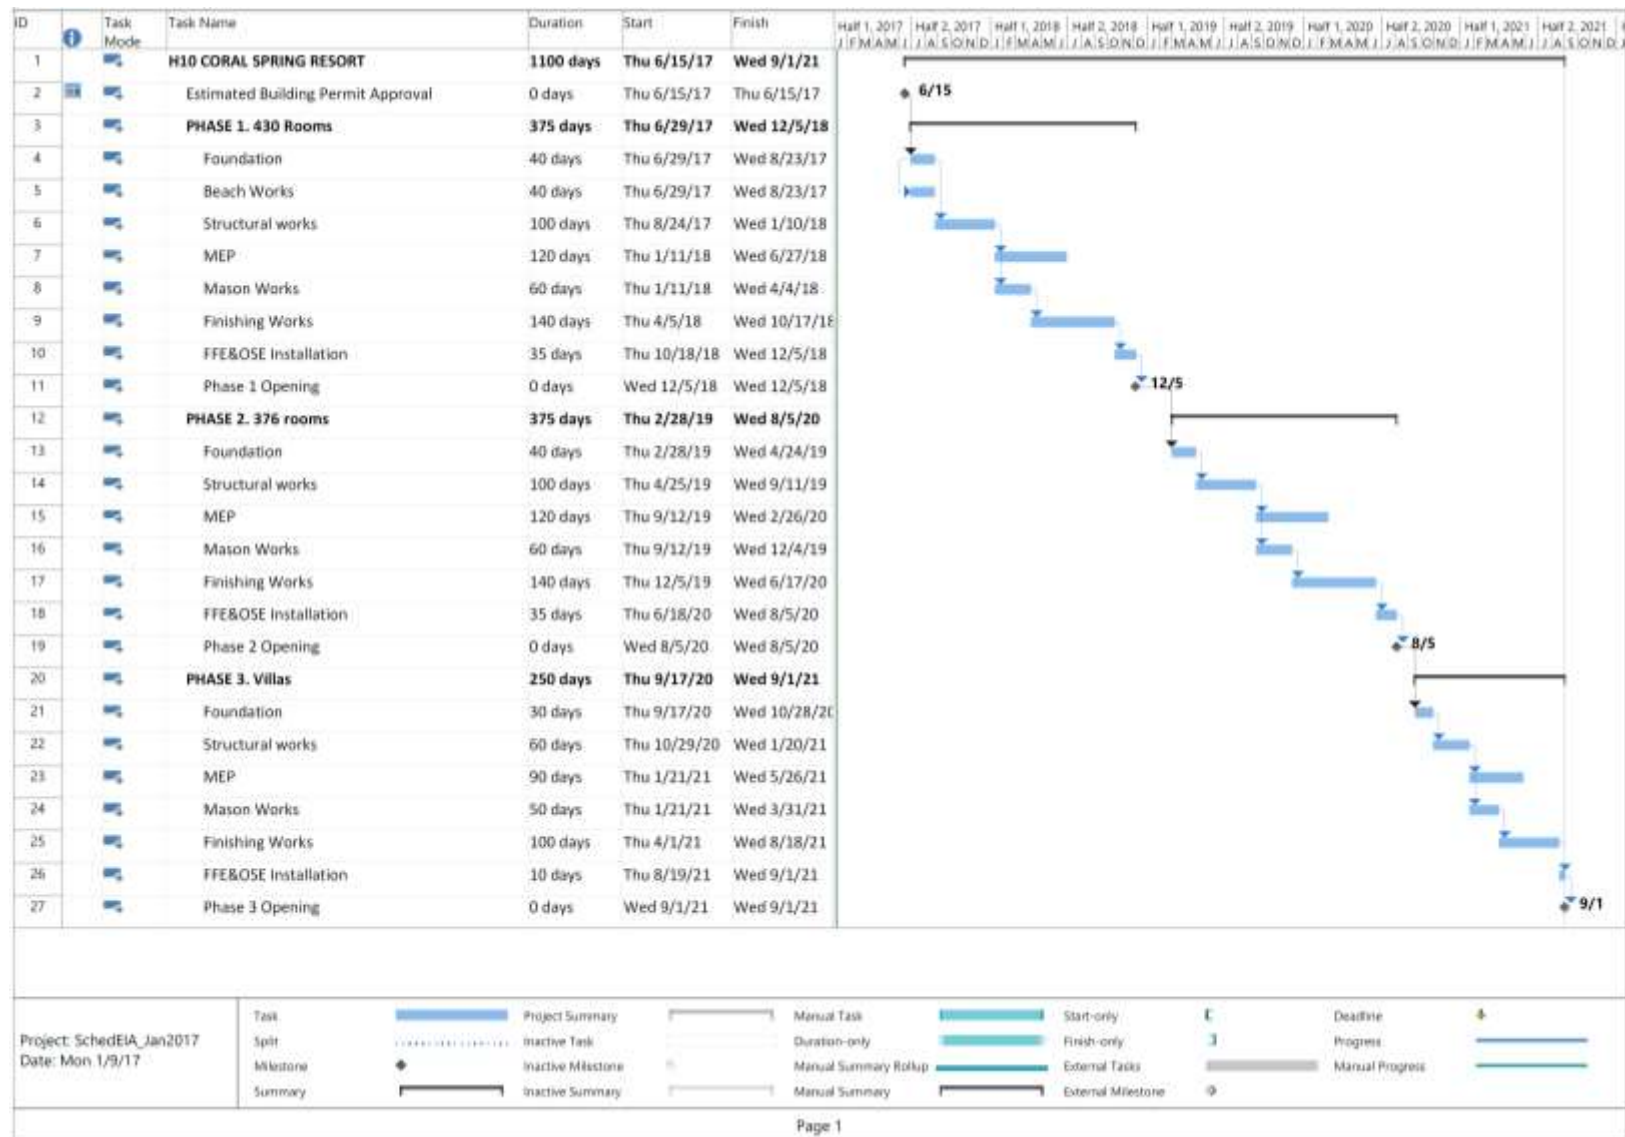 ID Task Mode Task Name Duration Start Finish Half 1, 2017 Half 2, 2017 Half 1, 2018 Half 2, 2018 Half 1, 2019 Half 2, 2019 Half 1, 2020 Half 2, 2020 Half 1, 2021 Half 2, 2021
J F M A M J J A S O N D J F M A M J J A S O N D J F M A M J J A S O N D J F M A M J J A S O N D J F M A M J J A S O N D J
1 H10 CORAL SPRING RESORT 1100 days Thu 6/15/17 Wed 9/1/21
2 Estimated Building Permit Approval 0 days Thu 6/15/17 Thu 6/15/17 6/15
3 PHASE 1. 430 Rooms 375 days Thu 6/29/17 Wed 12/5/18
4 Foundation 40 days Thu 6/29/17 Wed 8/23/17
5 Beach Works 40 days Thu 6/29/17 Wed 8/23/17
6 Structural works 100 days Thu 8/24/17 Wed 1/10/18
7 MEP 120 days Thu 1/11/18 Wed 6/27/18
8 Mason Works 60 days Thu 1/11/18 Wed 4/4/18
9 Finishing Works 140 days Thu 4/5/18 Wed 10/17/18
10 FFE&OSE Installation 35 days Thu 10/18/18 Wed 12/5/18
11 Phase 1 Opening 0 days Wed 12/5/18 Wed 12/5/18 12/5
12 PHASE 2. 376 rooms 375 days Thu 2/28/19 Wed 8/5/20
13 Foundation 40 days Thu 2/28/19 Wed 4/24/19
14 Structural works 100 days Thu 4/25/19 Wed 9/11/19
15 MEP 120 days Thu 9/12/19 Wed 2/26/20
16 Mason Works 60 days Thu 9/12/19 Wed 12/4/19
17 Finishing Works 140 days Thu 12/5/19 Wed 6/17/20
18 FFE&OSE Installation 35 days Thu 6/18/20 Wed 8/5/20
19 Phase 2 Opening 0 days Wed 8/5/20 Wed 8/5/20 8/5
20 PHASE 3. Villas 250 days Thu 9/17/20 Wed 9/1/21
21 Foundation 30 days Thu 9/17/20 Wed 10/28/20
22 Structural works 60 days Thu 10/29/20 Wed 1/20/21
23 MEP 90 days Thu 1/21/21 Wed 5/26/21
24 Mason Works 50 days Thu 1/21/21 Wed 3/31/21
25 Finishing Works 100 days Thu 4/1/21 Wed 8/18/21
26 FFE&OSE Installation 10 days Thu 8/19/21 Wed 9/1/21
27 Phase 3 Opening 0 days Wed 9/1/21 Wed 9/1/21 9/1
Project: SchedEIA_Jan2017
Date: Mon 1/9/17
Task Project Summary Manual Task Start-only Deadline
Split Inactive Task Duration-only Finish-only Progress
Milestone Inactive Milestone Manual Summary Rollup External Tasks Manual Progress
Summary Inactive Summary Manual Summary External Milestone
Page 1